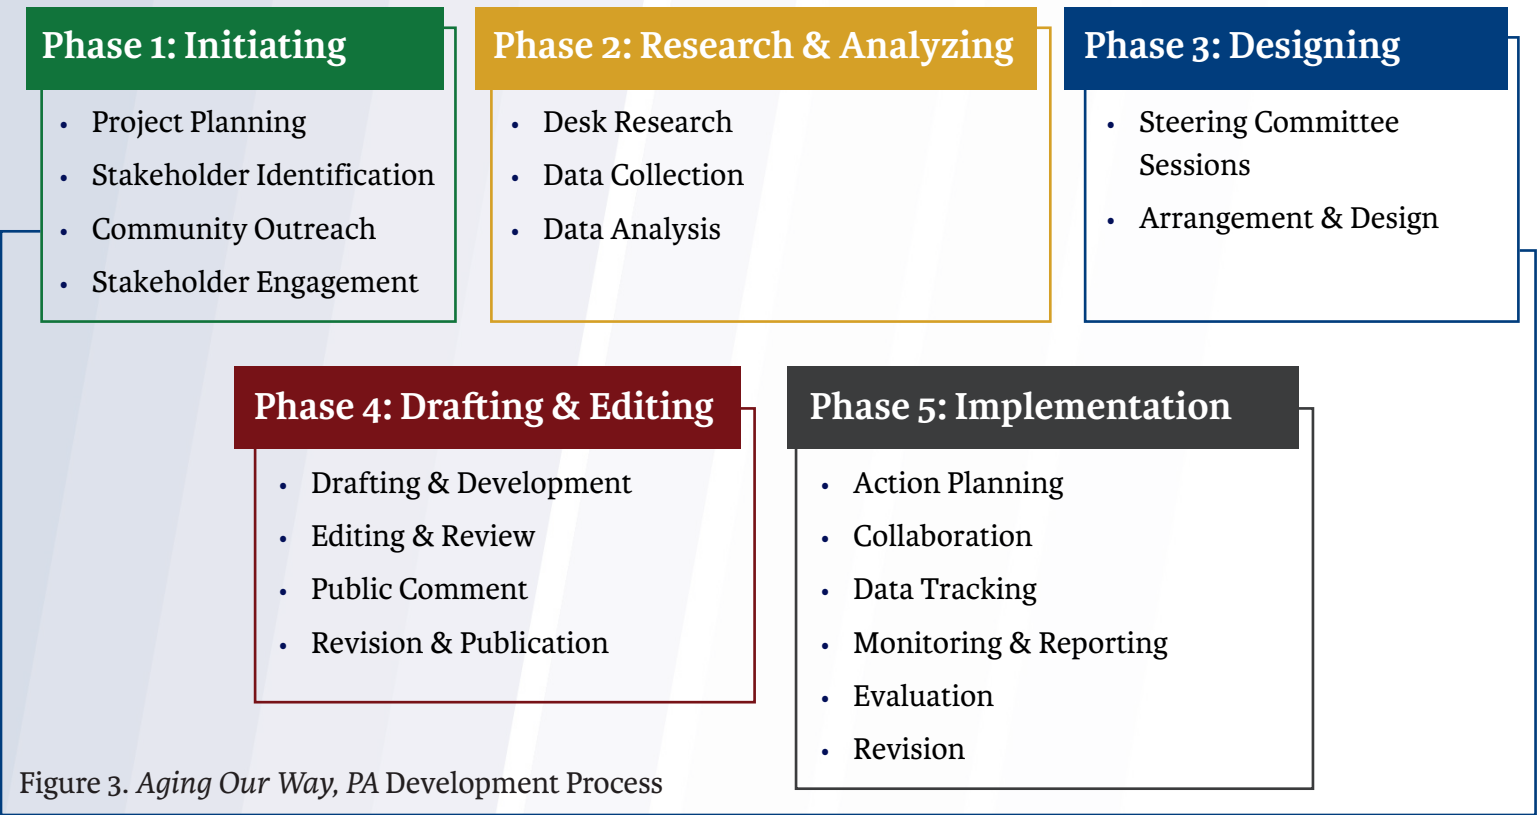 Phase 1: Initiating
• Project Planning
• Stakeholder Identification
• Community Outreach
• Stakeholder Engagement
Phase 2: Research & Analyzing
• Desk Research
• Data Collection
• Data Analysis
Phase 3: Designing
• Steering Committee
Sessions
• Arrangement & Design
Phase 4: Drafting & Editing
• Drafting & Development
• Editing & Review
• Public Comment
• Revision & Publication
Phase 5: Implementation
• Action Planning
• Collaboration
• Data Tracking
• Monitoring & Reporting
• Evaluation
• Revision
Figure 3. Aging Our Way, PA Development Process